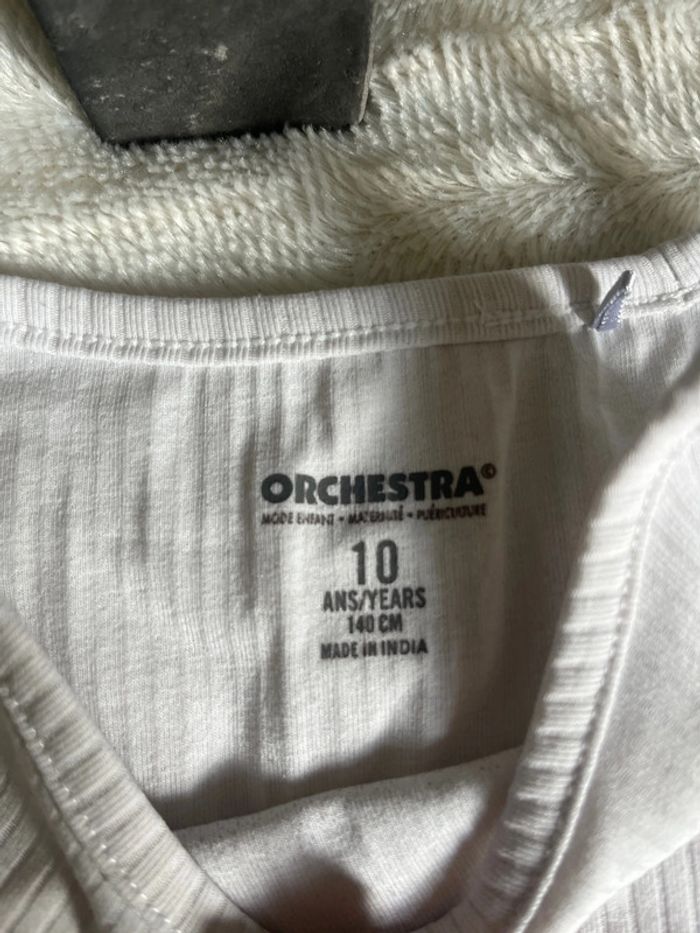 ORCHESTRA©
MODE ENFANT • MATERNITÉ • PUÉRICULTURE
10
ANS/YEARS
140 CM
MADE IN INDIA